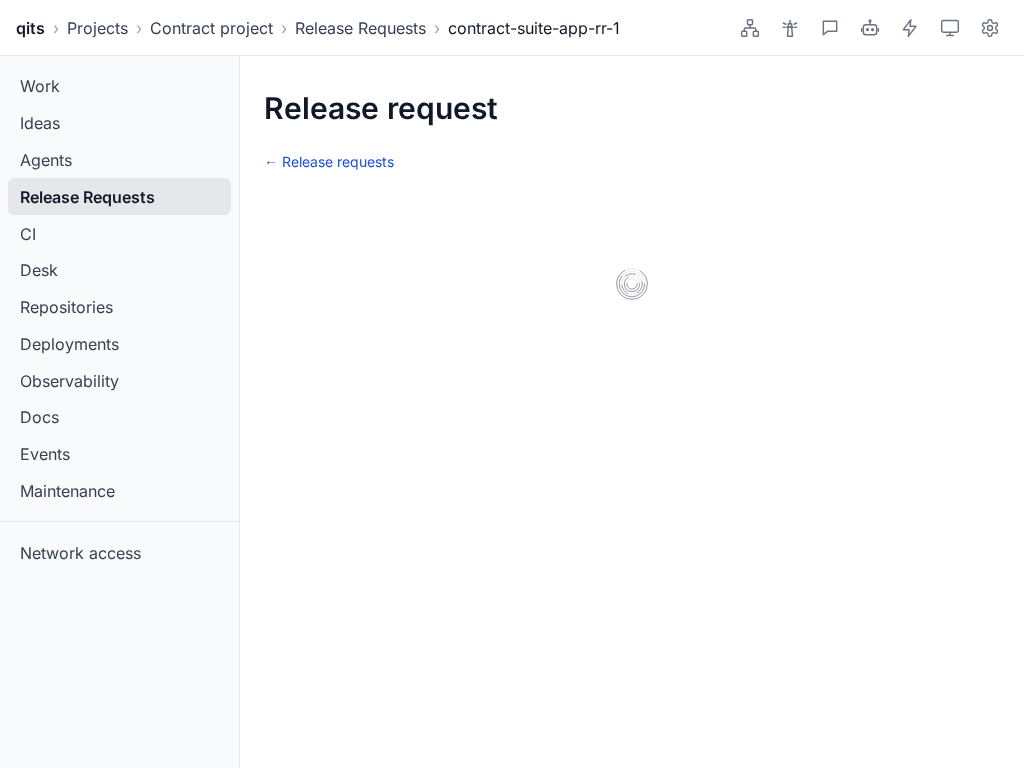 qits › Projects › Contract project › Release Requests › contract-suite-app-rr-1
Work
Ideas
Agents
Release Requests
CI
Desk
Repositories
Deployments
Observability
Docs
Events
Maintenance
Network access
Release request
← Release requests